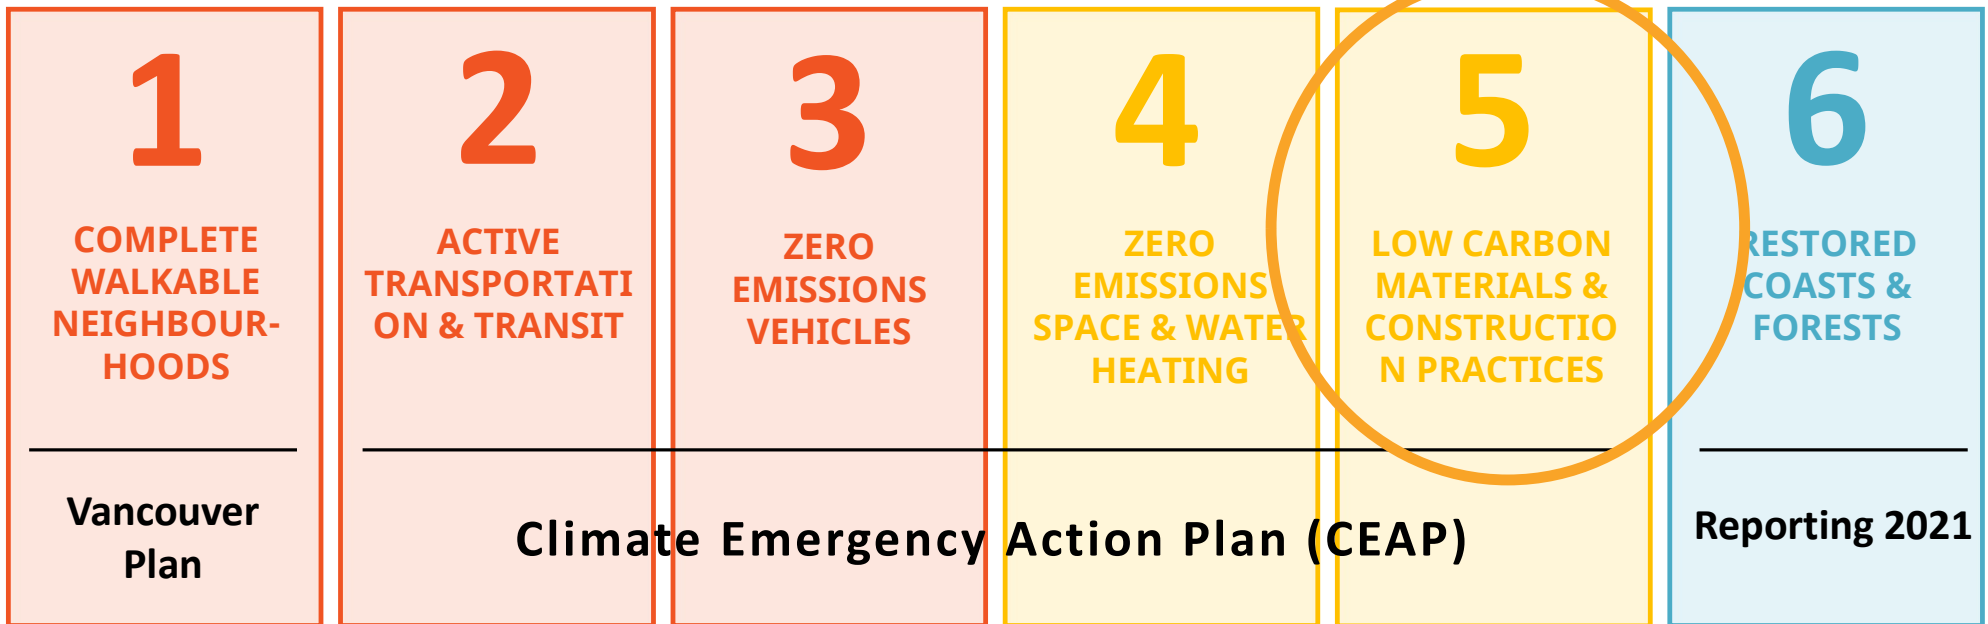 1
COMPLETE
WALKABLE
NEIGHBOUR-
HOODS
Vancouver
Plan
2
ACTIVE
TRANSPORTATI
ON & TRANSIT
3
ZERO
EMISSIONS
VEHICLES
4
ZERO
EMISSIONS
SPACE & WATER
HEATING
5
LOW CARBON
MATERIALS &
CONSTRUCTIO
N PRACTICES
Climate Emergency Action Plan (CEAP)
6
RESTORED
COASTS &
FORESTS
Reporting 2021